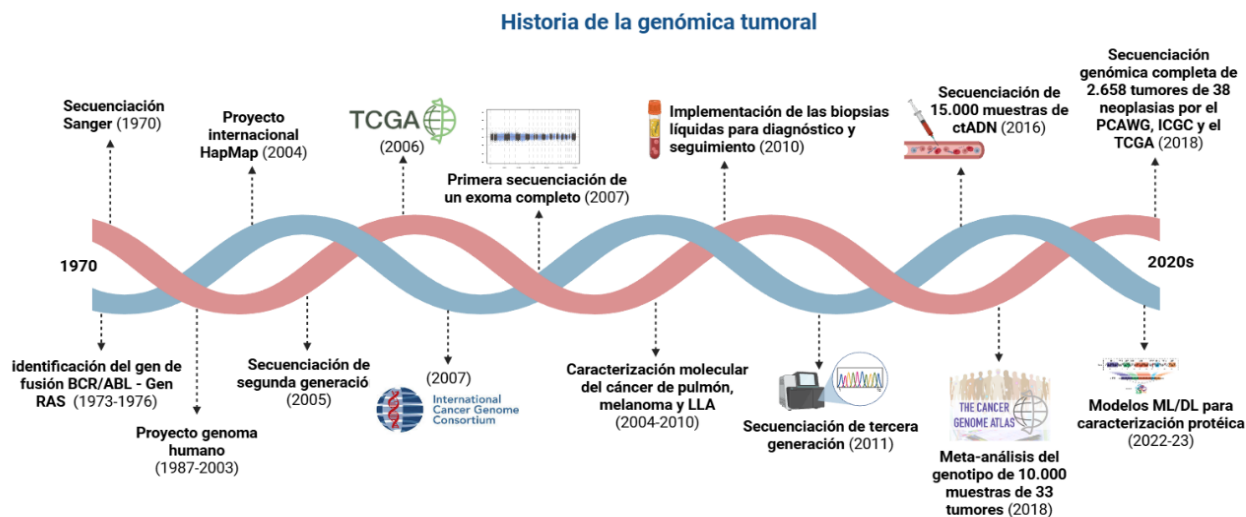 Historia de la genómica tumoral
Secuenciación
Sanger (1970)
Proyecto
internacional
HapMap (2004)
TCGA
(2006)
Primera secuenciación de
un exoma completo (2007)
Implementación de las biopsias
líquidas para diagnóstico y
seguimiento (2010)
Secuenciación de
15.000 muestras de
ctADN (2016)
Secuenciación
genómica completa de
2.658 tumores de 38
neoplasias por el
PCAWG, ICGC y el
TCGA (2018)
1970
2020s
identificación del gen de
fusión BCR/ABL - Gen
RAS (1973-1976)
Proyecto genoma
humano
(1987-2003)
Secuenciación de
segunda generació
(2005)
(2007)
International
Cancer Genome
Consortium
Caracterización molecular
del cáncer de pulmón,
melanoma y LLA
(2004-2010)
Secuenciación de tercera
generación (2011)
THE CANCER
GENOME ATLAS
Meta-análisis del
genotipo de 10.000
muestras de 33
tumores (2018)
Modelos ML/DL para
caracterización protéica
(2022-23)